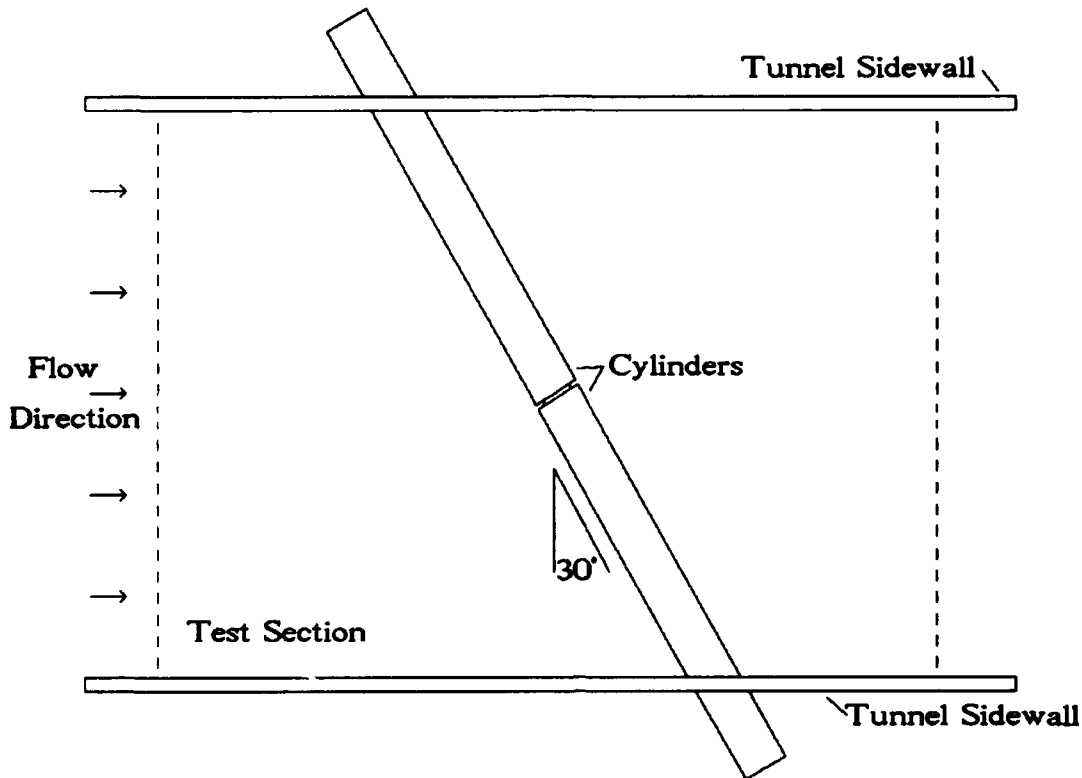 Tunnel Sidewall
Cylinders
Flow
Direction
30°
Test Section
Tunnel Sidewall